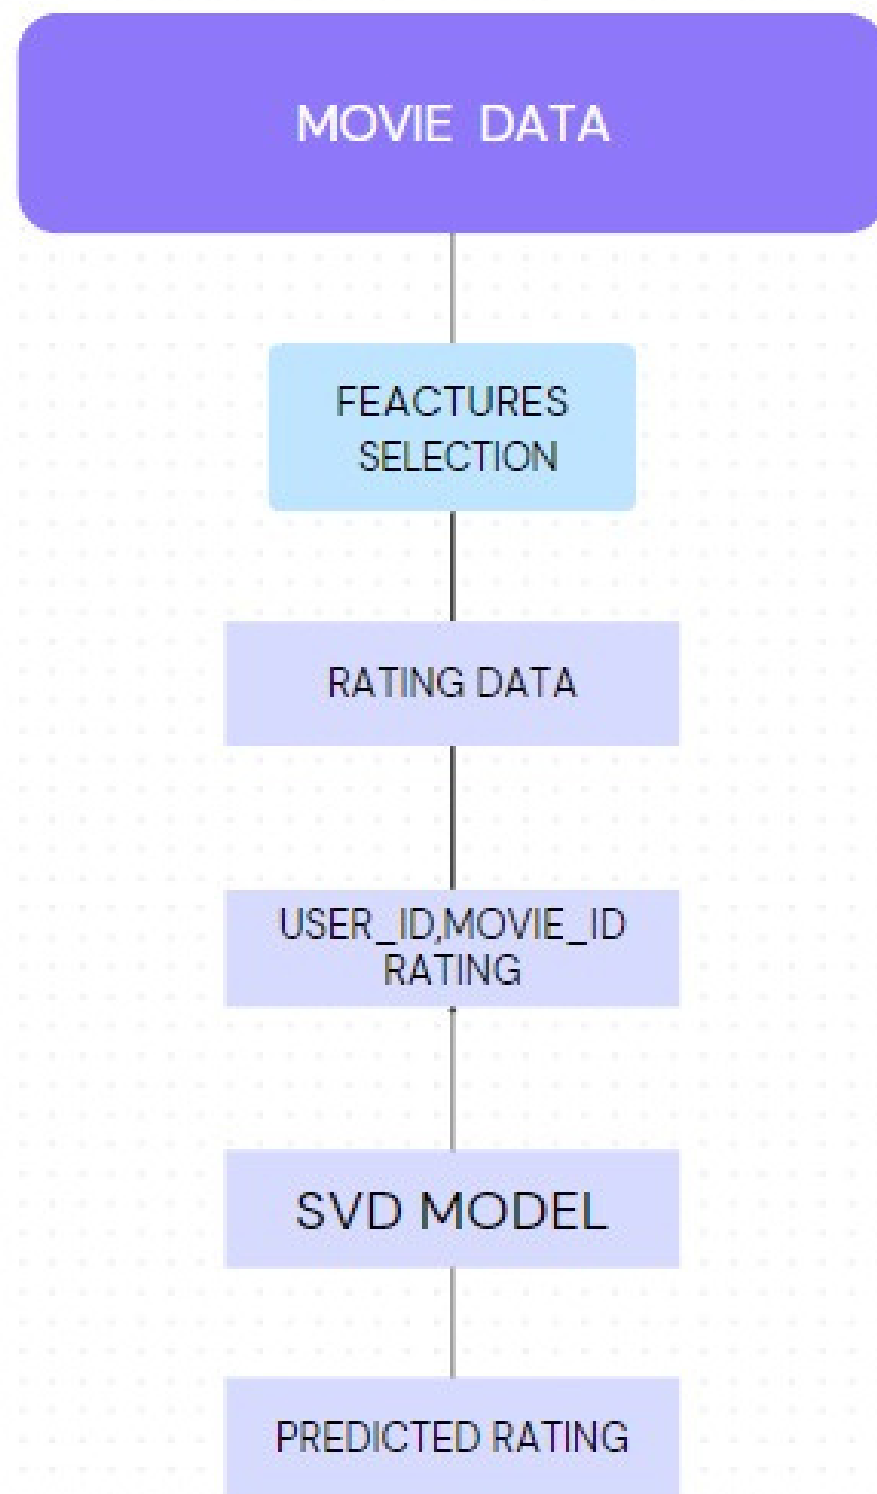 MOVIE DATA
FEACTURES
SELECTION
RATING DATA
USER_ID,MOVIE_ID
RATING
SVD MODEL
PREDICTED RATING